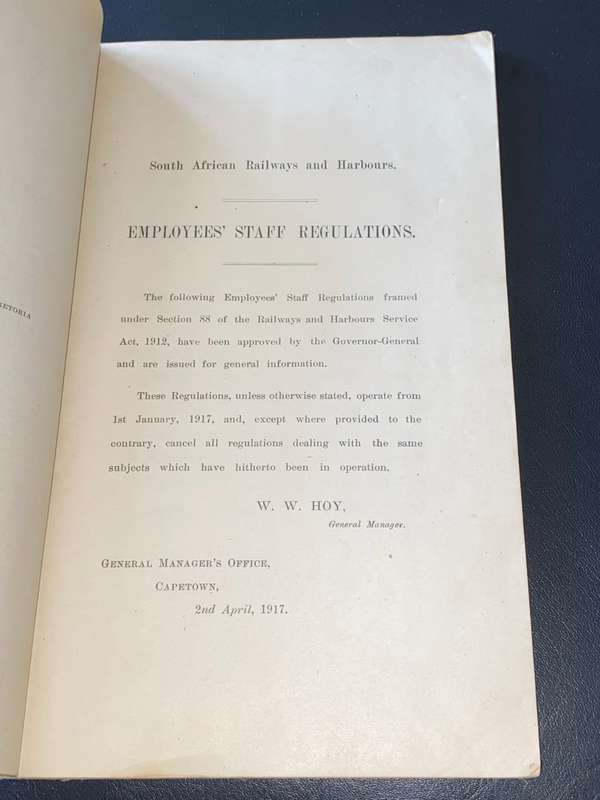 South African Railways and Harbours.
EMPLOYEES' STAFF REGULATIONS.
The following Employees' Staff Regulations framed
under Section 88 of the Railways and Harbours Service
Act, 1912, have been approved by the Governor-General
and are issued for general information.
These Regulations, unless otherwise stated, operate from
1st January, 1917, and, except where provided to the
contrary, cancel all regulations dealing with the same
subjects which have hitherto been in operation.
W. W. HOY,
General Manager.
GENERAL MANAGER'S OFFICE,
CAPETOWN,
2nd April, 1917.